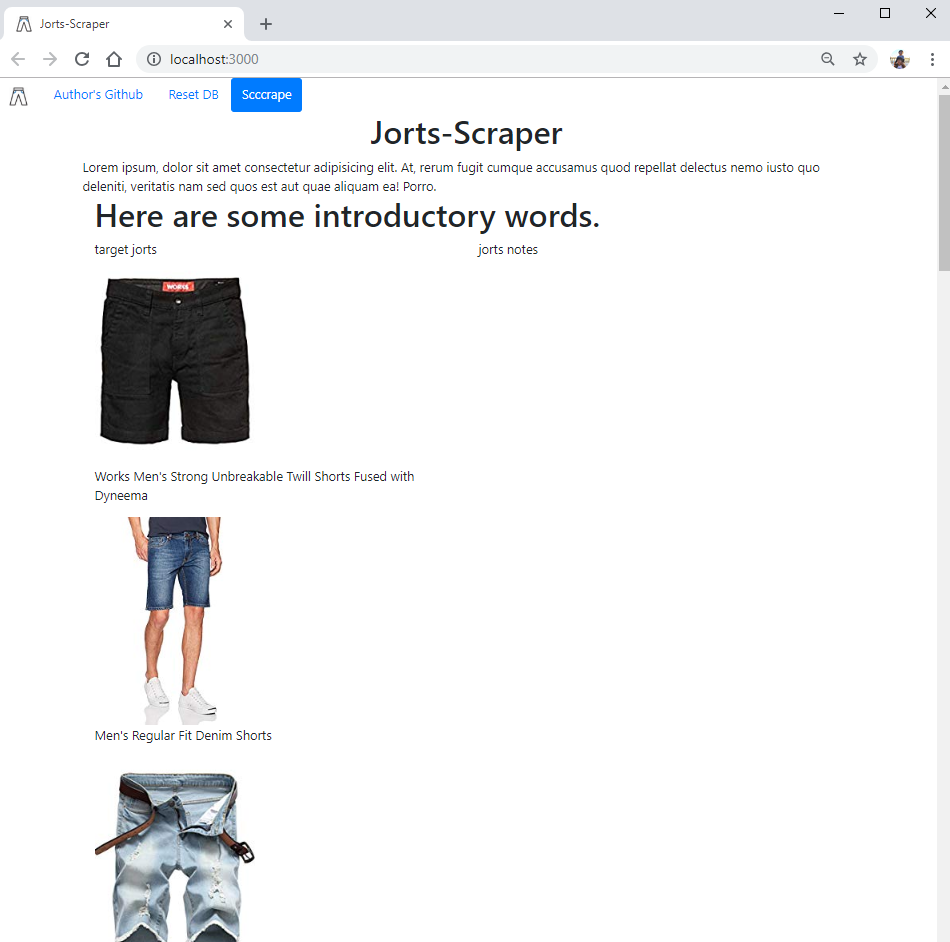 Jorts-Scraper
localhost:3000
Author's Github Reset DB Scccrape
Jorts-Scraper
Lorem ipsum, dolor sit amet consectetur adipisicing elit. At, rerum fugit cumque accusamus quod repellat delectus nemo iusto quo
deleniti, veritatis nam sed quos est aut quae aliquam ea! Porro.
Here are some introductory words.
target jorts jorts notes
WORKS
Works Men's Strong Unbreakable Twill Shorts Fused with
Dyneema
Men's Regular Fit Denim Shorts